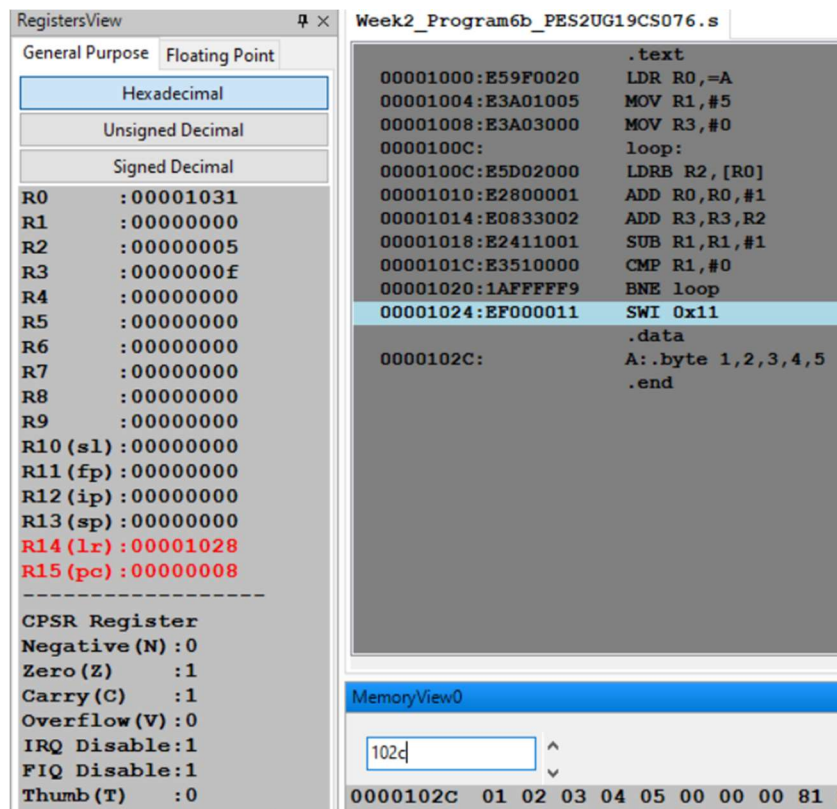 RegistersView
General Purpose Floating Point
Hexadecimal
Unsigned Decimal
Signed Decimal
R0 :00001031
R1 :00000000
R2 :00000005
R3 :0000000f
R4 :00000000
R5 :00000000
R6 :00000000
R7 :00000000
R8 :00000000
R9 :00000000
R10(sl):00000000
R11(fp):00000000
R12(ip):00000000
R13(sp):00000000
R14(lr):00001028
R15(pc):00000008
-------------------
CPSR Register
Negative(N):0
Zero(Z) :1
Carry(C) :1
Overflow(V):0
IRQ Disable:1
FIQ Disable:1
Thumb(T) :0
Week2_Program6b_PES2UG19CS076.s
.text
00001000:E59F0020 LDR R0,=A
00001004:E3A01005 MOV R1,#5
00001008:E3A03000 MOV R3,#0
0000100C: loop:
0000100C:E5D02000 LDRB R2,[R0]
00001010:E2800001 ADD R0,R0,#1
00001014:E0833002 ADD R3,R3,R2
00001018:E2411001 SUB R1,R1,#1
0000101C:E3510000 CMP R1,#0
00001020:1AFFFFF9 BNE loop
00001024:EF000011 SWI 0x11
.data
0000102C: A:.byte 1,2,3,4,5
.end
MemoryView0
102c
0000102C 01 02 03 04 05 00 00 00 81